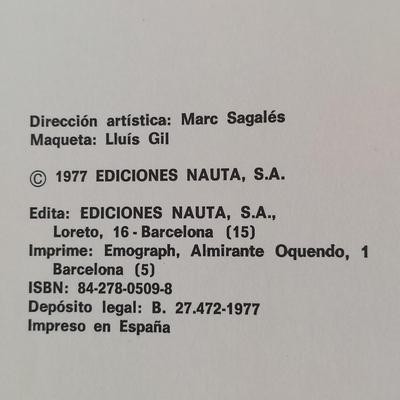 Dirección artística: Marc Sagalés
Maqueta: Lluís Gil
© 1977 EDICIONES NAUTA, S.A.
Edita: EDICIONES NAUTA, S.A.,
Loreto, 16 - Barcelona (15)
Imprime: Emograph, Almirante Oquendo, 1
Barcelona (5)
ISBN: 84-278-0509-8
Depósito legal: B. 27.472-1977
Impreso en España